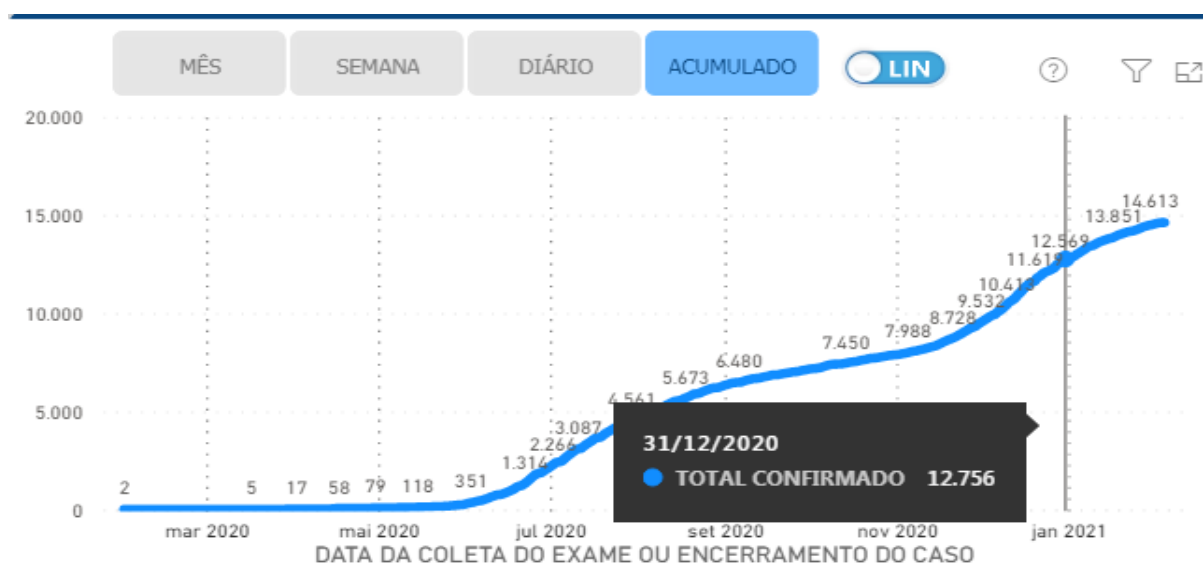 MÊS SEMANA DIÁRIO ACUMULADO LIN ?
20.000
15.000
10.000
5.000
0
2 5 17 58 79 118 351 1.314 2.266 3.087 4.561 5.673 6.480 7.450 7.988 8.728 9.532 10.413 11.619 12.569 13.851 14.613
31/12/2020
TOTAL CONFIRMADO 12.756
mar 2020 mai 2020 jul 2020 set 2020 nov 2020 jan 2021
DATA DA COLETA DO EXAME OU ENCERRAMENTO DO CASO